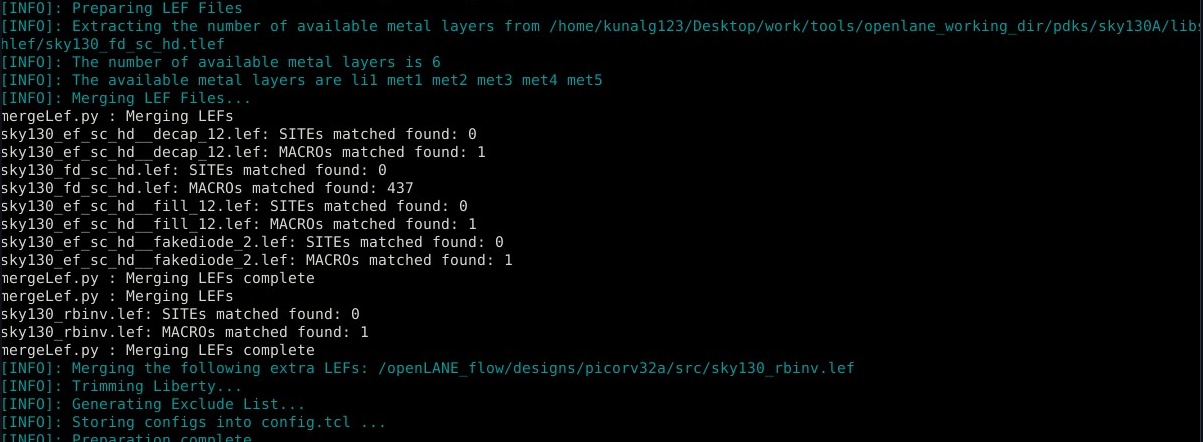 [INFO]: Preparing LEF Files
[INFO]: Extracting the number of available metal layers from /home/kunalg123/Desktop/work/tools/openlane_working_dir/pdks/sky130A/libs
hlef/sky130_fd_sc_hd.tlef
[INFO]: The number of available metal layers is 6
[INFO]: The available metal layers are li1 met1 met2 met3 met4 met5
[INFO]: Merging LEF Files...
mergeLef.py : Merging LEFs
sky130_ef_sc_hd__decap_12.lef: SITEs matched found: 0
sky130_ef_sc_hd__decap_12.lef: MACROs matched found: 1
sky130_fd_sc_hd.lef: SITEs matched found: 0
sky130_fd_sc_hd.lef: MACROs matched found: 437
sky130_ef_sc_hd__fill_12.lef: SITEs matched found: 0
sky130_ef_sc_hd__fill_12.lef: MACROs matched found: 1
sky130_ef_sc_hd__fakediode_2.lef: SITEs matched found: 0
sky130_ef_sc_hd__fakediode_2.lef: MACROs matched found: 1
mergeLef.py : Merging LEFs complete
mergeLef.py : Merging LEFs
sky130_rbinv.lef: SITEs matched found: 0
sky130_rbinv.lef: MACROs matched found: 1
mergeLef.py : Merging LEFs complete
[INFO]: Merging the following extra LEFs: /openLANE_flow/designs/picorv32a/src/sky130_rbinv.lef
[INFO]: Trimming Liberty...
[INFO]: Generating Exclude List...
[INFO]: Storing configs into config.tcl ...
[INFO]: Preparation complete